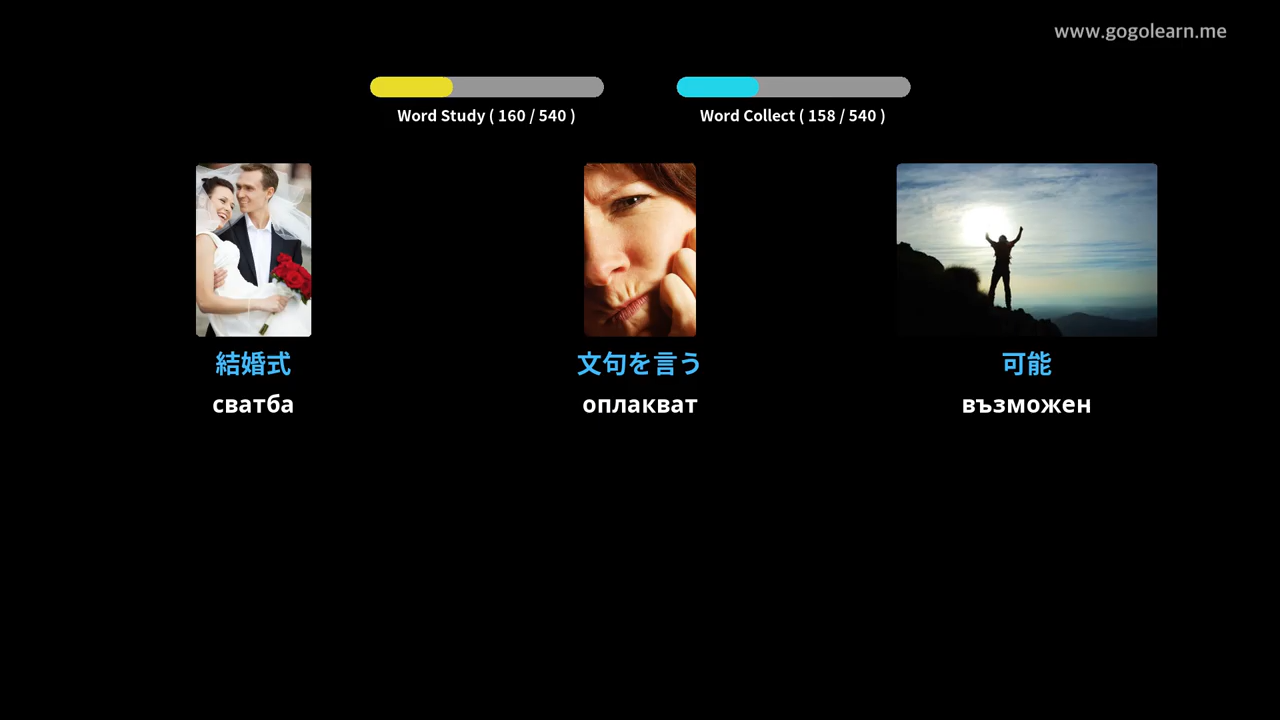 www.gogolearn.me
Word Study ( 160 / 540 )
Word Collect ( 158 / 540 )
結婚式
文句を言う
可能
сватба
оплакват
възможен